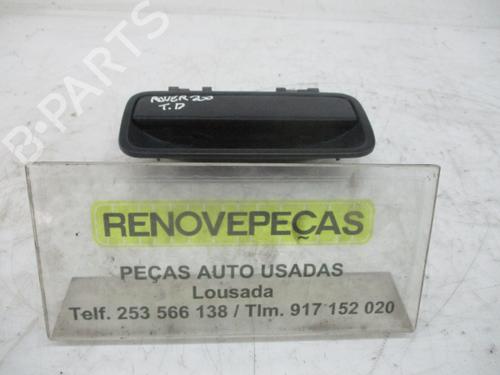 B-PARTS
ROVER 200
T.D
RENOVEPEÇAS
PEÇAS AUTO USADAS
Lousada
Telf. 253 566 138 / Tlm. 917 152 020